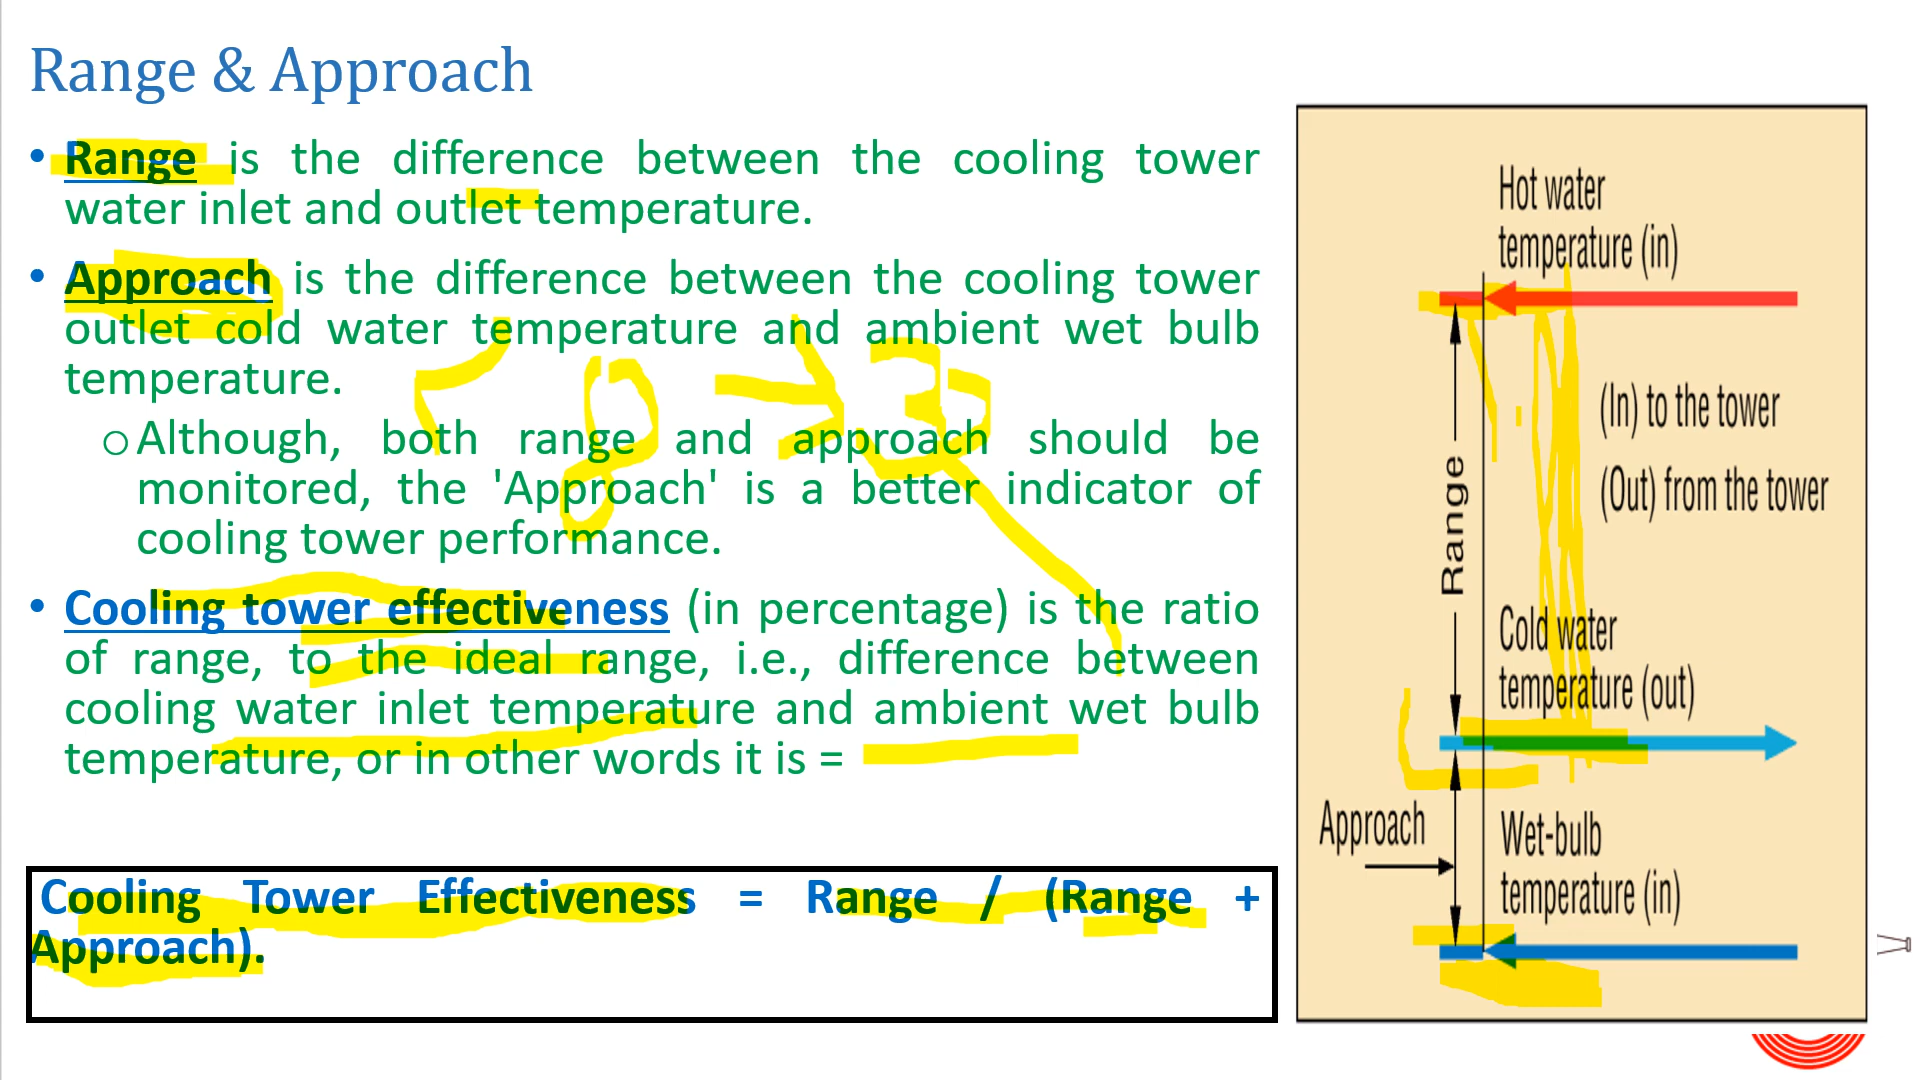 Range & Approach
• Range is the difference between the cooling tower
water inlet and outlet temperature.
• Approach is the difference between the cooling tower
outlet cold water temperature and ambient wet bulb
temperature.
○ Although, both range and approach should be
monitored, the 'Approach' is a better indicator of
cooling tower performance.
• Cooling tower effectiveness (in percentage) is the ratio
of range, to the ideal range, i.e., difference between
cooling water inlet temperature and ambient wet bulb
temperature, or in other words it is =
Cooling Tower Effectiveness = Range / (Range +
Approach).
Hot water
temperature (in)
(In) to the tower
(Out) from the tower
Range
Cold water
temperature (out)
Approach
Wet-bulb
temperature (in)